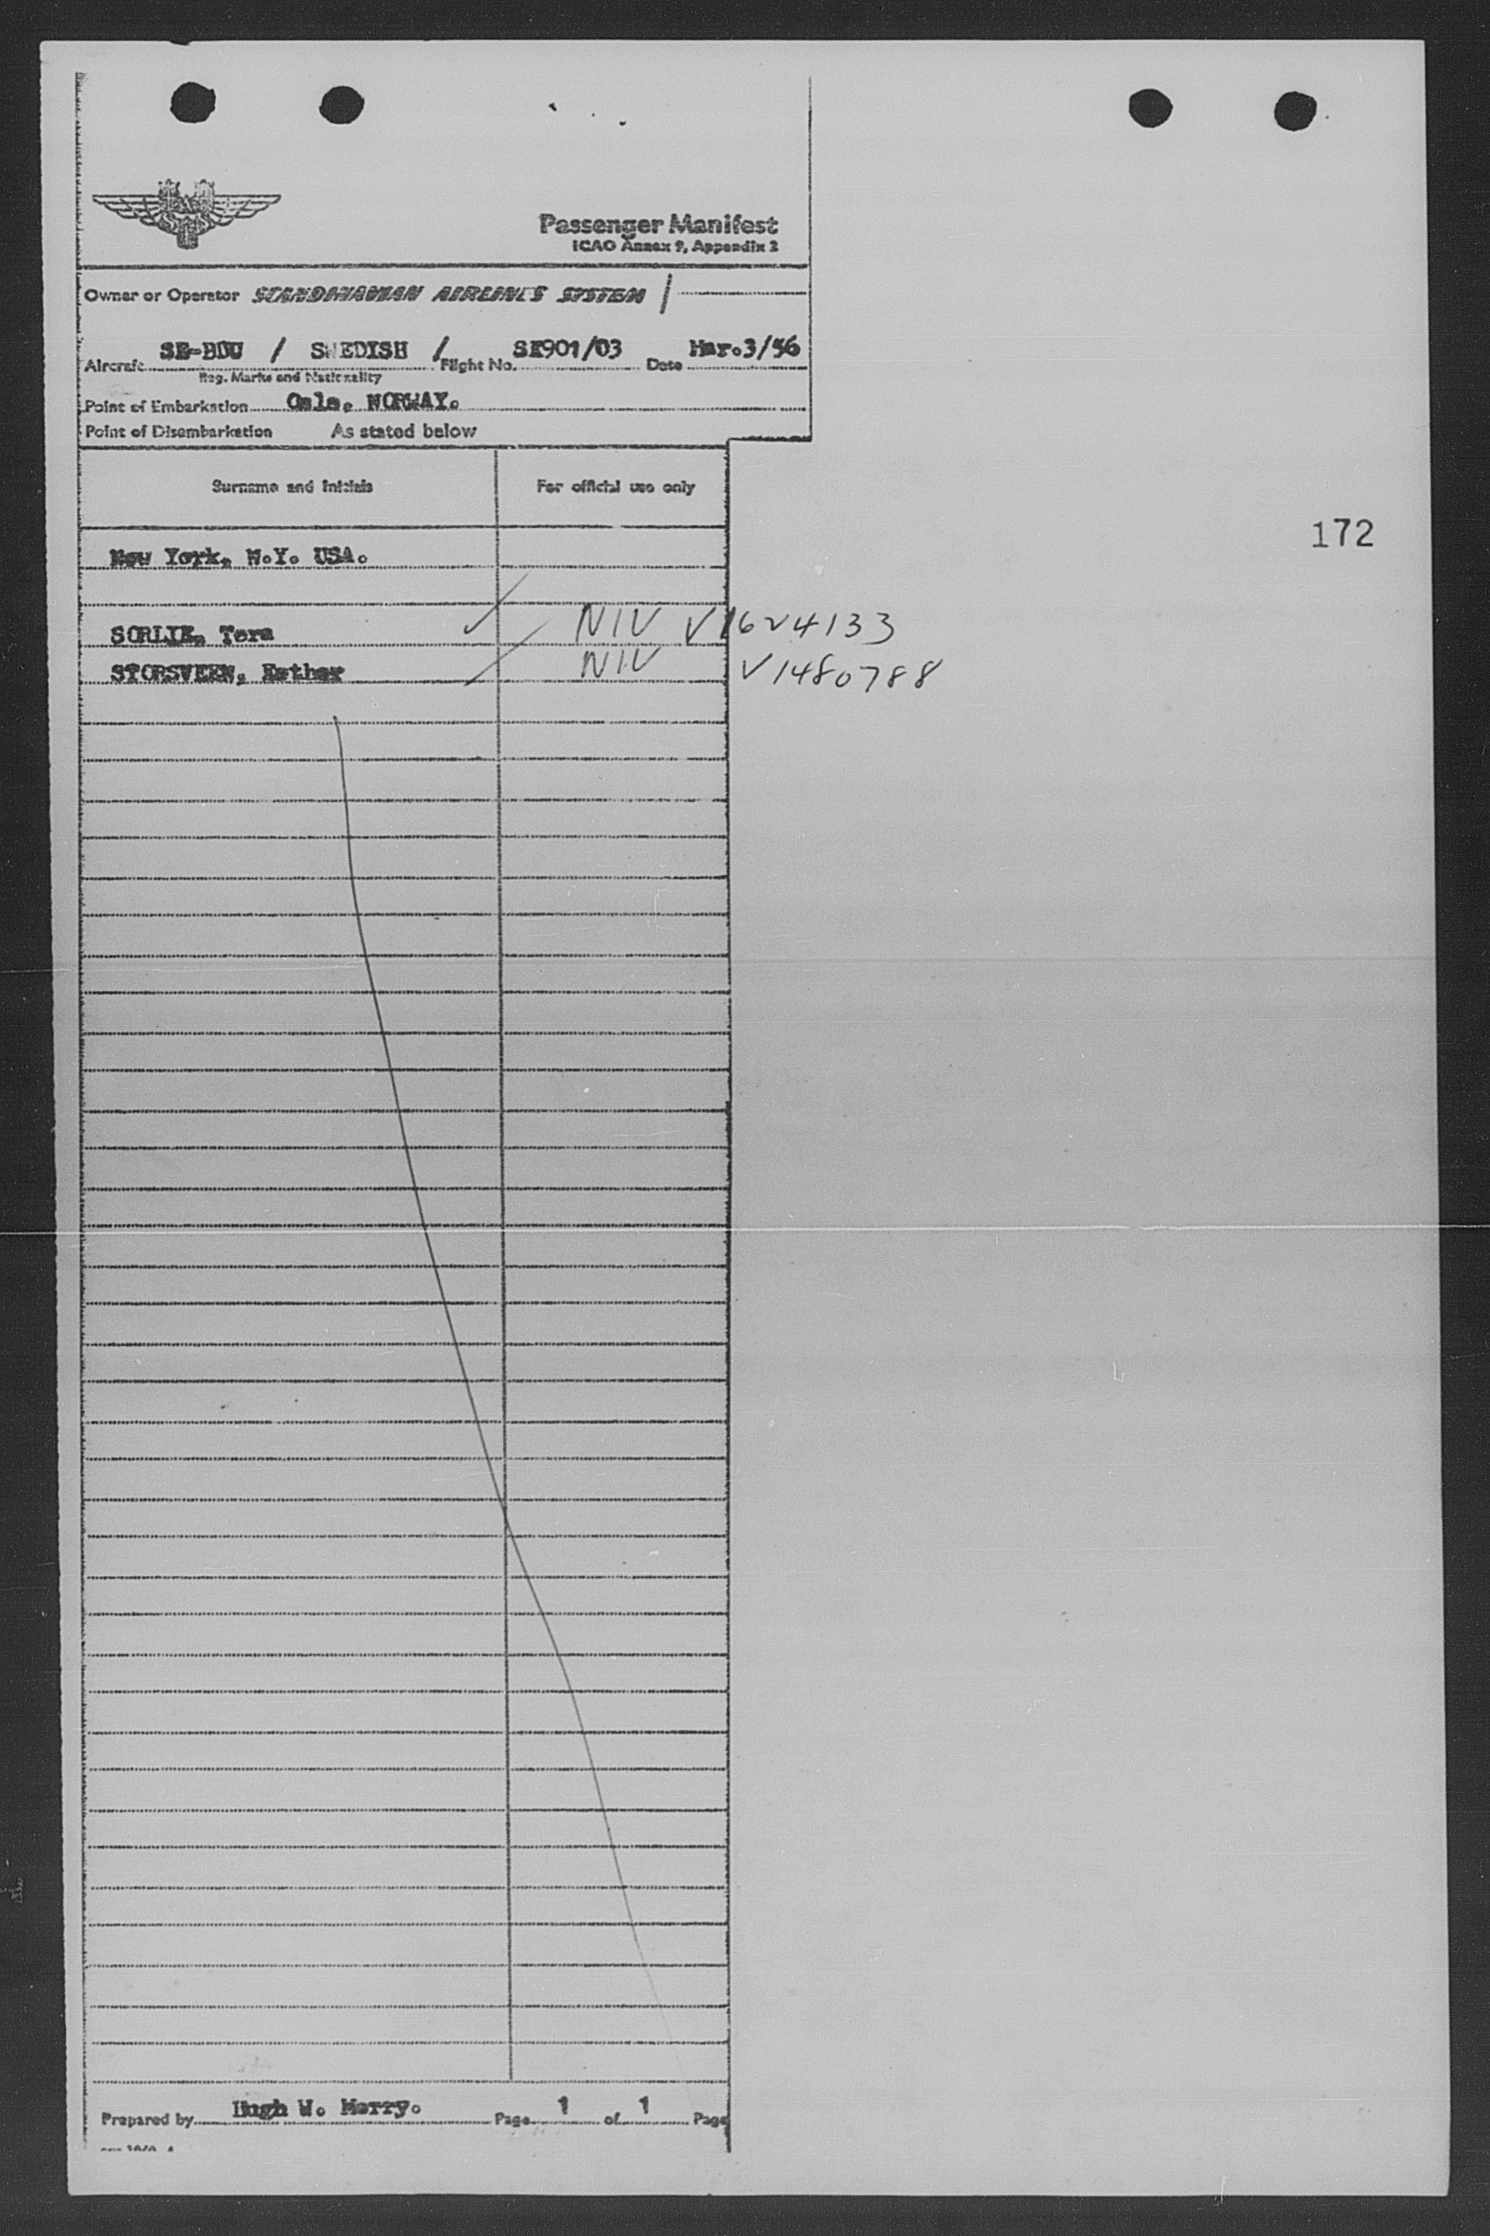 SAS
Passenger Manifest
ICAO Annex 9, Appendix 2
Owner or Operator SCANDINAVIAN AIRLINES SYSTEM /
Aircraft SE-BDU / SWEDISH / Flight No. SK901/03 Date Mar.3/56
Reg. Marks and Nationality
Point of Embarkation Oslo, NORWAY.
Point of Disembarkation As stated below
Surname and Initials For official use only
172
New York, N.Y. USA.
SORLIE, Tora NIV V1624133
STORSVEEN, Esther NIV V1480788
Prepared by Hugh W. Merry. Page 1 of 1 Page